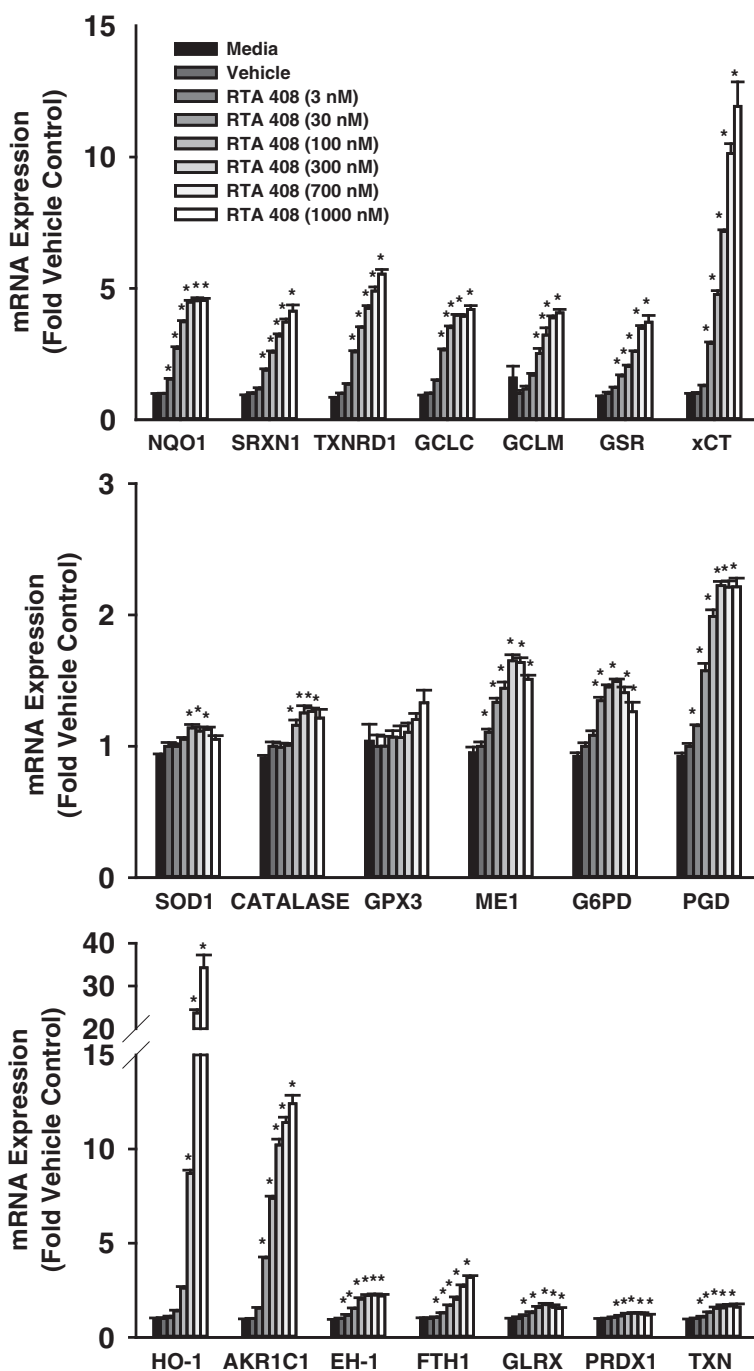 mRNA Expression
(Fold Vehicle Control)
15
10
5
0
Media
Vehicle
RTA 408 (3 nM)
RTA 408 (30 nM)
RTA 408 (100 nM)
RTA 408 (300 nM)
RTA 408 (700 nM)
RTA 408 (1000 nM)
NQO1 SRXN1 TXNRD1 GCLC GCLM GSR xCT
mRNA Expression
(Fold Vehicle Control)
3
2
1
0
SOD1 CATALASE GPX3 ME1 G6PD PGD
mRNA Expression
(Fold Vehicle Control)
40
30
20
15
10
5
0
HO-1 AKR1C1 EH-1 FTH1 GLRX PRDX1 TXN